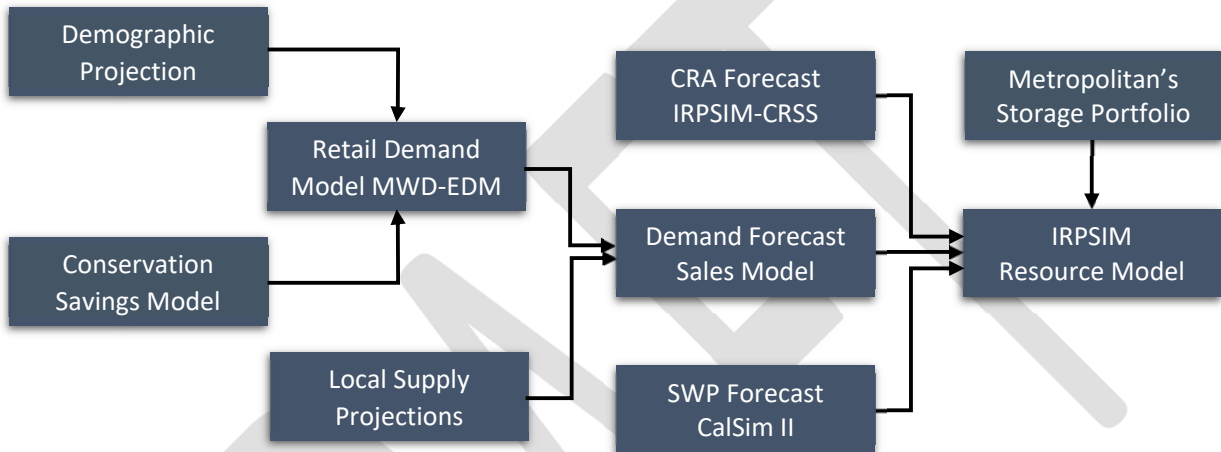 Demographic
Projection
Conservation
Savings Model
Retail Demand
Model MWD-EDM
Local Supply
Projections
CRA Forecast
IRPSIM-CRSS
Demand Forecast
Sales Model
SWP Forecast
CalSim II
Metropolitan’s
Storage Portfolio
IRPSIM
Resource Model